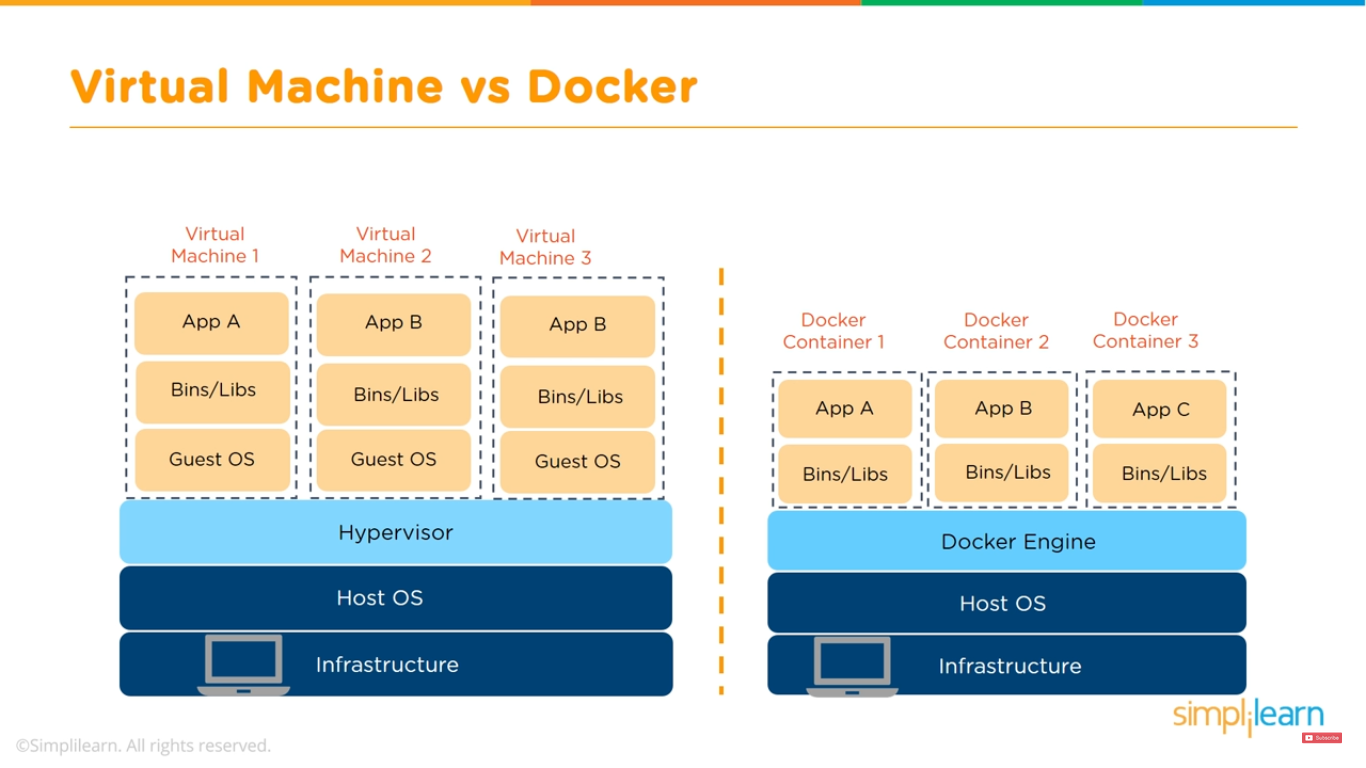 Virtual Machine vs Docker
Virtual
Machine 1
Virtual
Machine 2
Virtual
Machine 3
App A
App B
App B
Bins/Libs
Bins/Libs
Bins/Libs
Guest OS
Guest OS
Guest OS
Hypervisor
Host OS
Infrastructure
Docker
Container 1
Docker
Container 2
Docker
Container 3
App A
App B
App C
Bins/Libs
Bins/Libs
Bins/Libs
Docker Engine
Host OS
Infrastructure
simplilearn
Subscribe
©Simplilearn. All rights reserved.